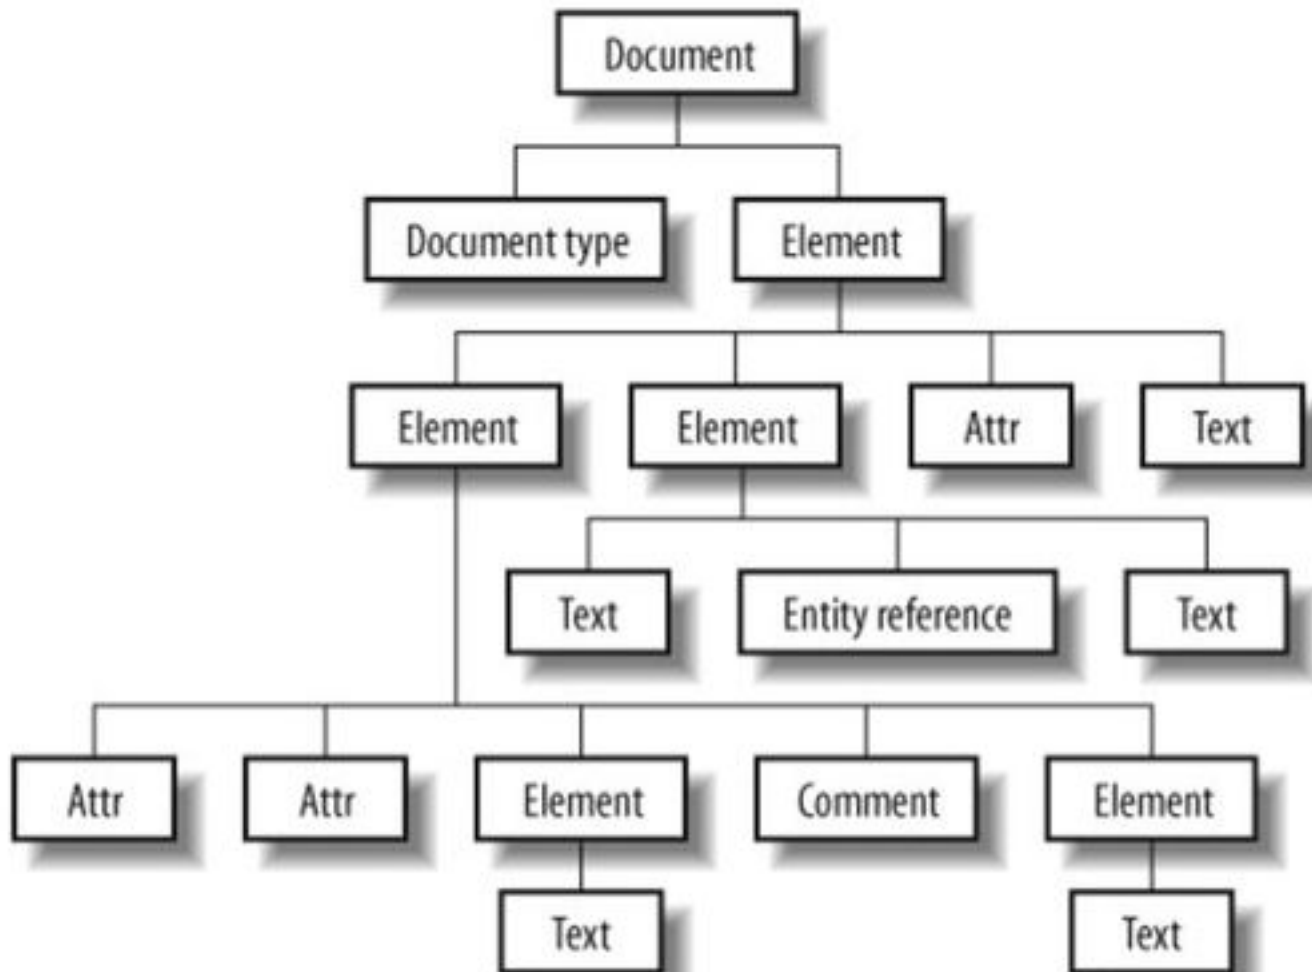 Document
Document type
Element
Element
Element
Attr
Text
Text
Entity reference
Text
Attr
Attr
Element
Comment
Element
Text
Text